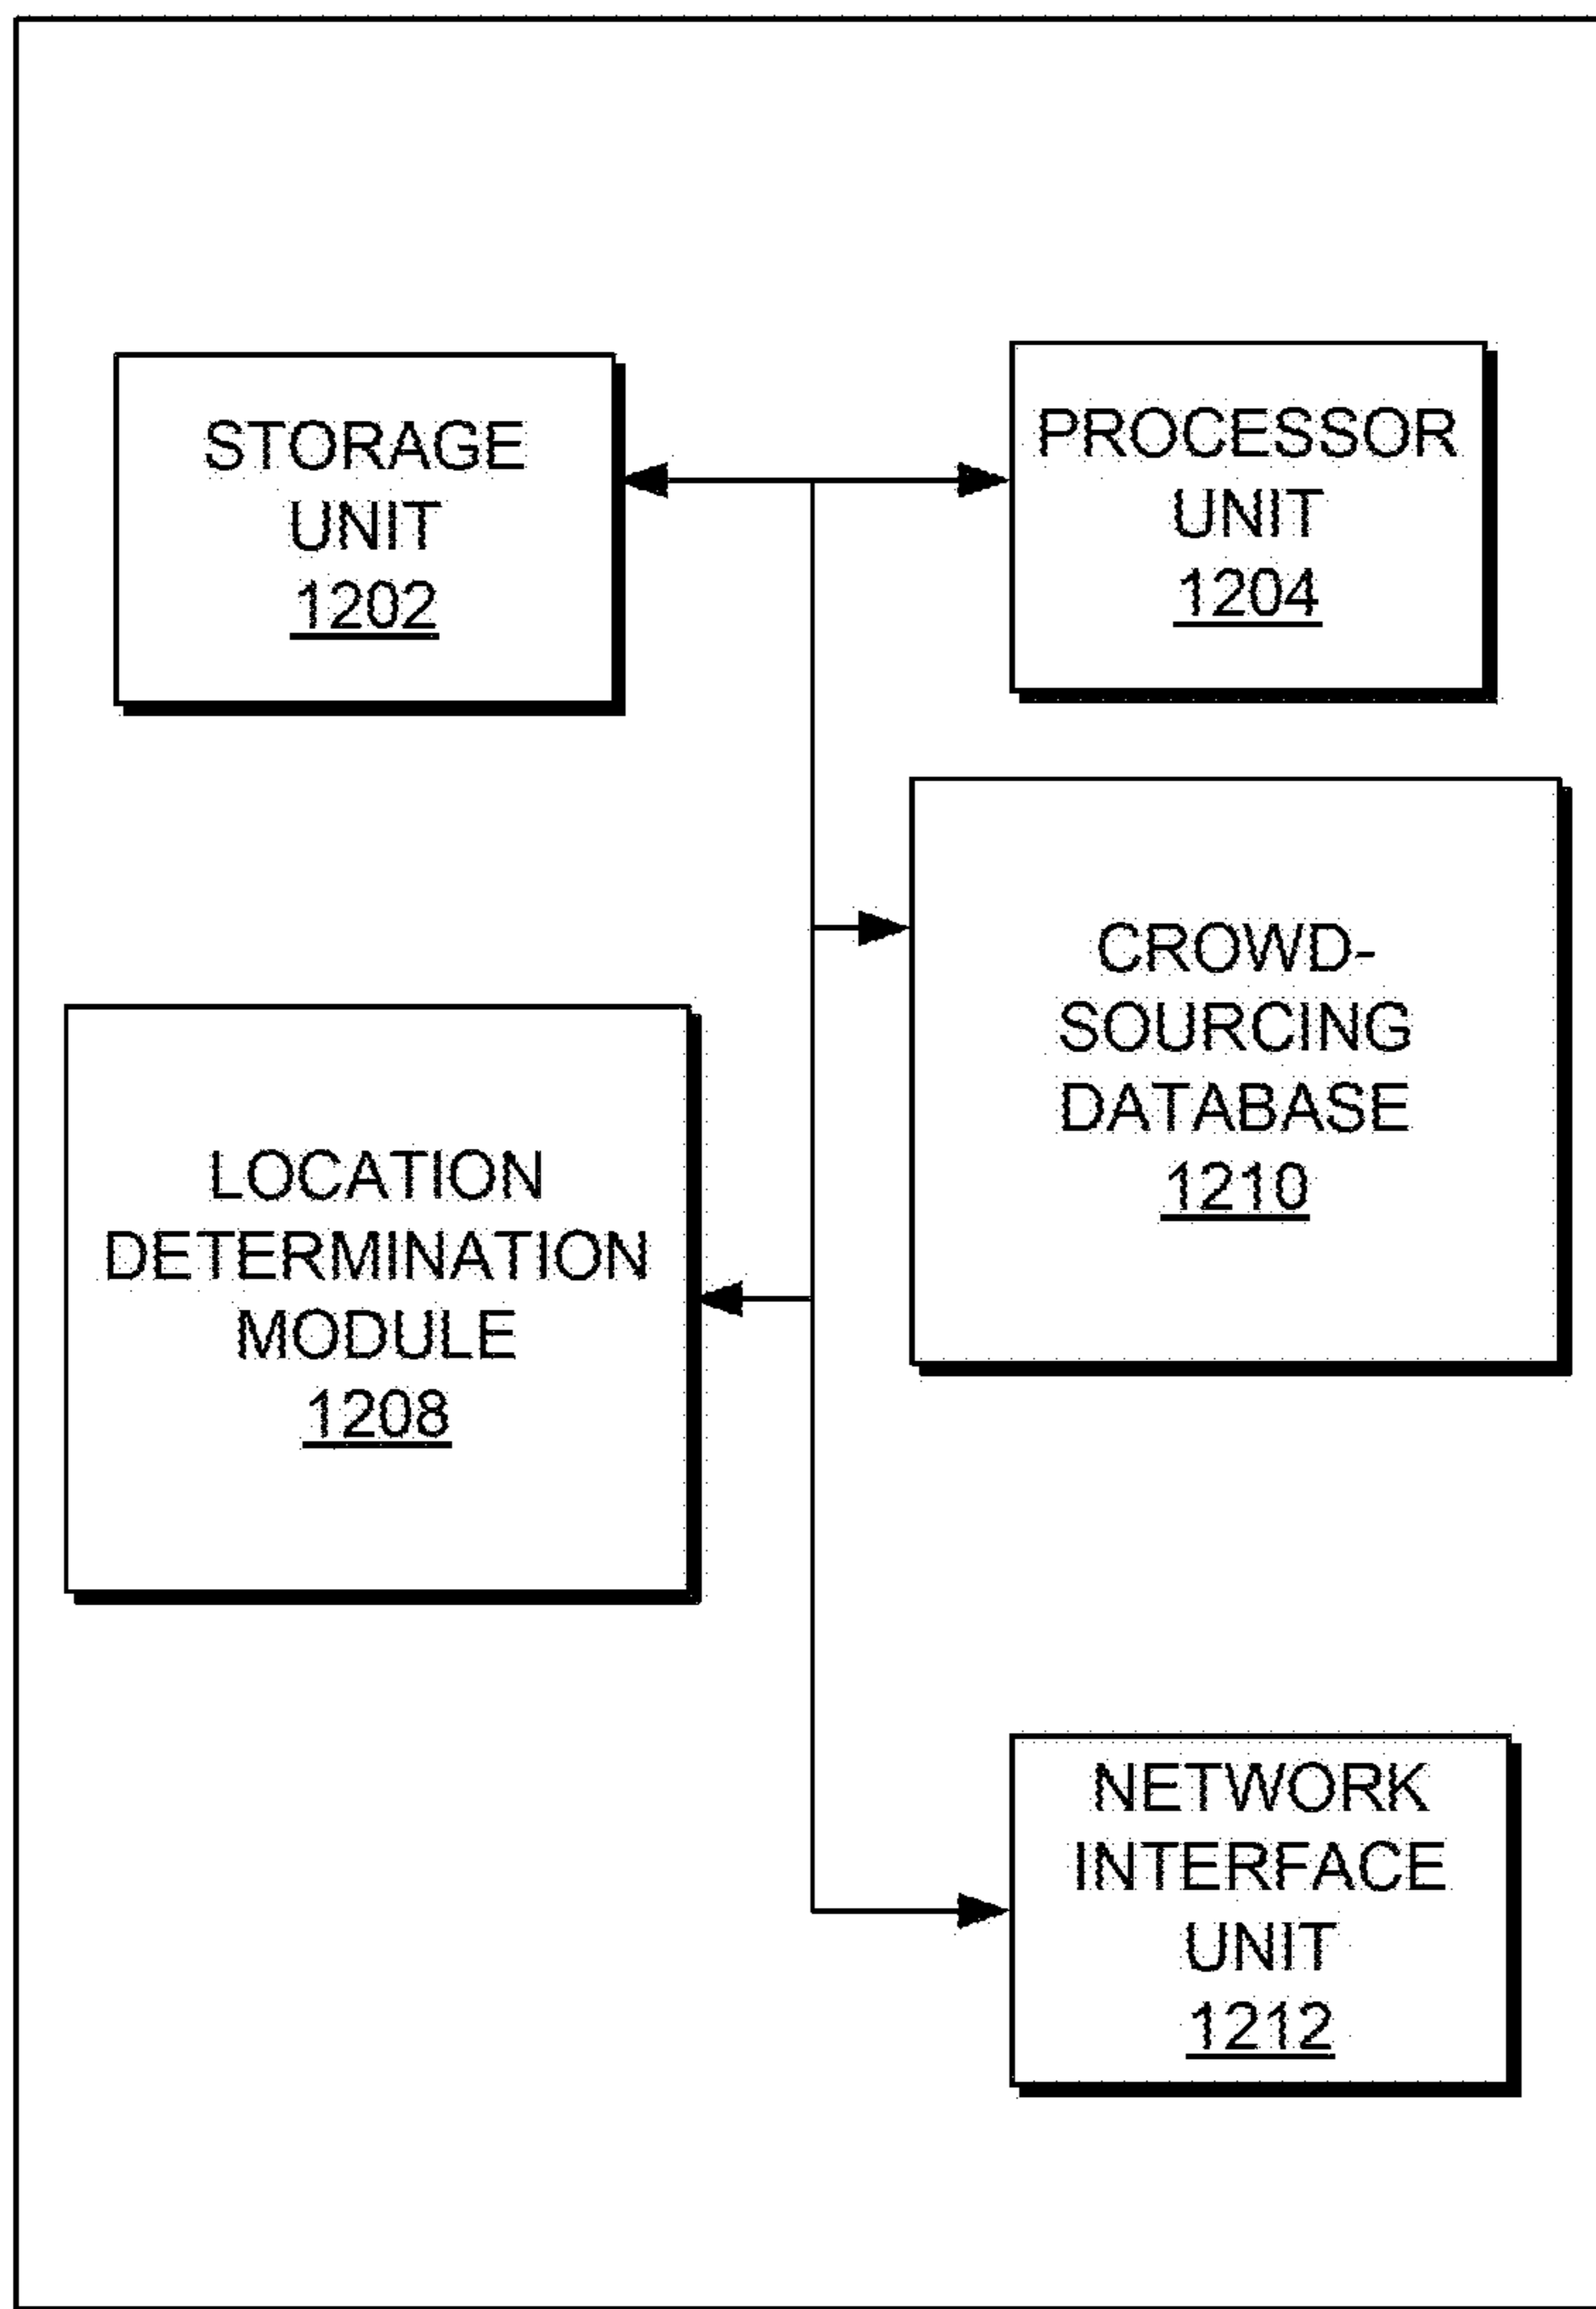 STORAGE
UNIT
1202
PROCESSOR
UNIT
1204
CROWD-
SOURCING
DATABASE
1210
LOCATION
DETERMINATION
MODULE
1208
NETWORK
INTERFACE
UNIT
1212